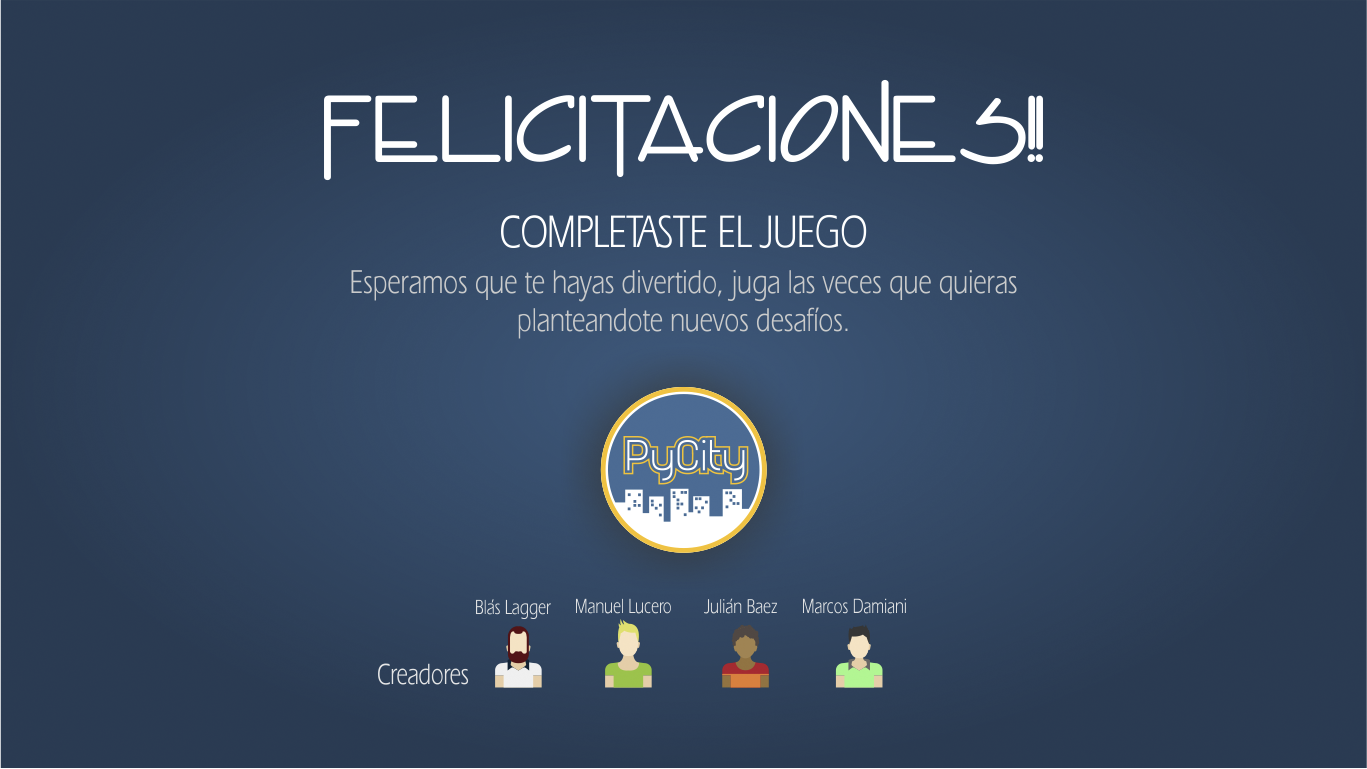 FELICITACIONES!!
COMPLETASTE EL JUEGO
Esperamos que te hayas divertido, juga las veces que quieras
planteandote nuevos desafíos.
PyCity
Blás Lagger Manuel Lucero Julián Baez Marcos Damiani
Creadores